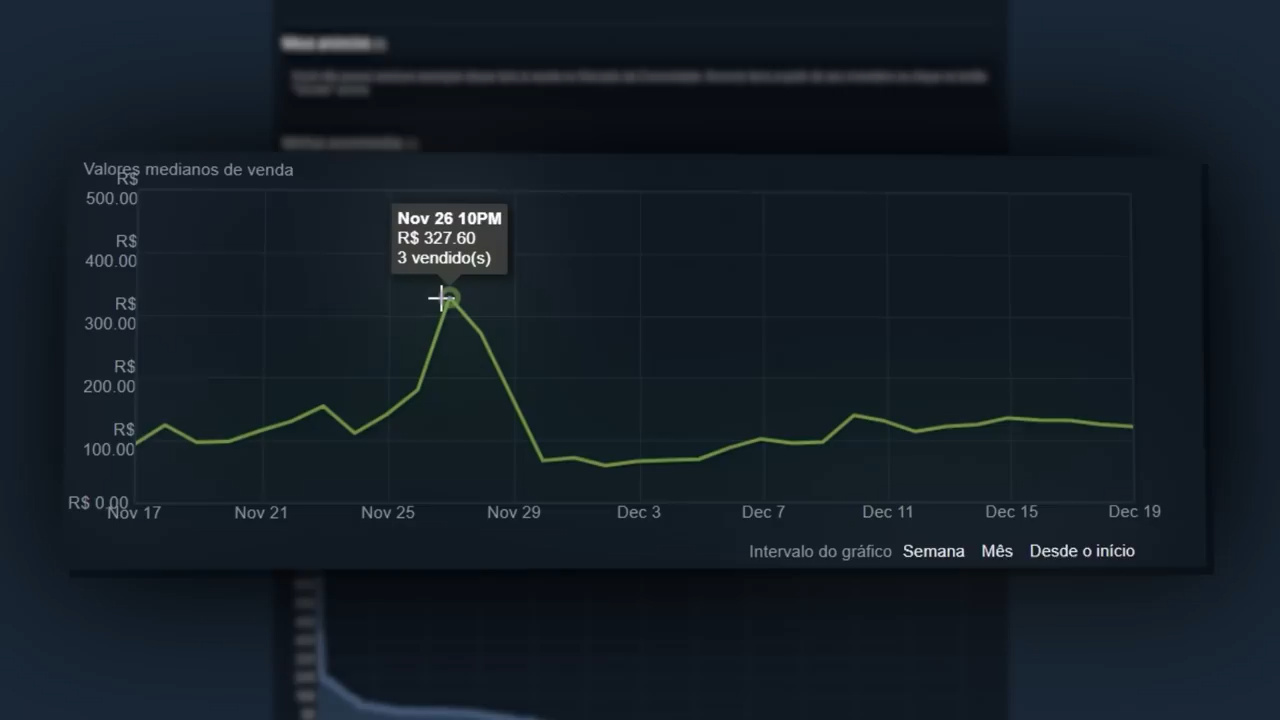 Valores medianos de venda
R$
500.00
R$
400.00
R$
300.00
R$
200.00
R$
100.00
R$ 0.00
Nov 26 10PM
R$ 327.60
3 vendido(s)
Nov 17 Nov 21 Nov 25 Nov 29 Dec 3 Dec 7 Dec 11 Dec 15 Dec 19
Intervalo do gráfico Semana Mês Desde o início